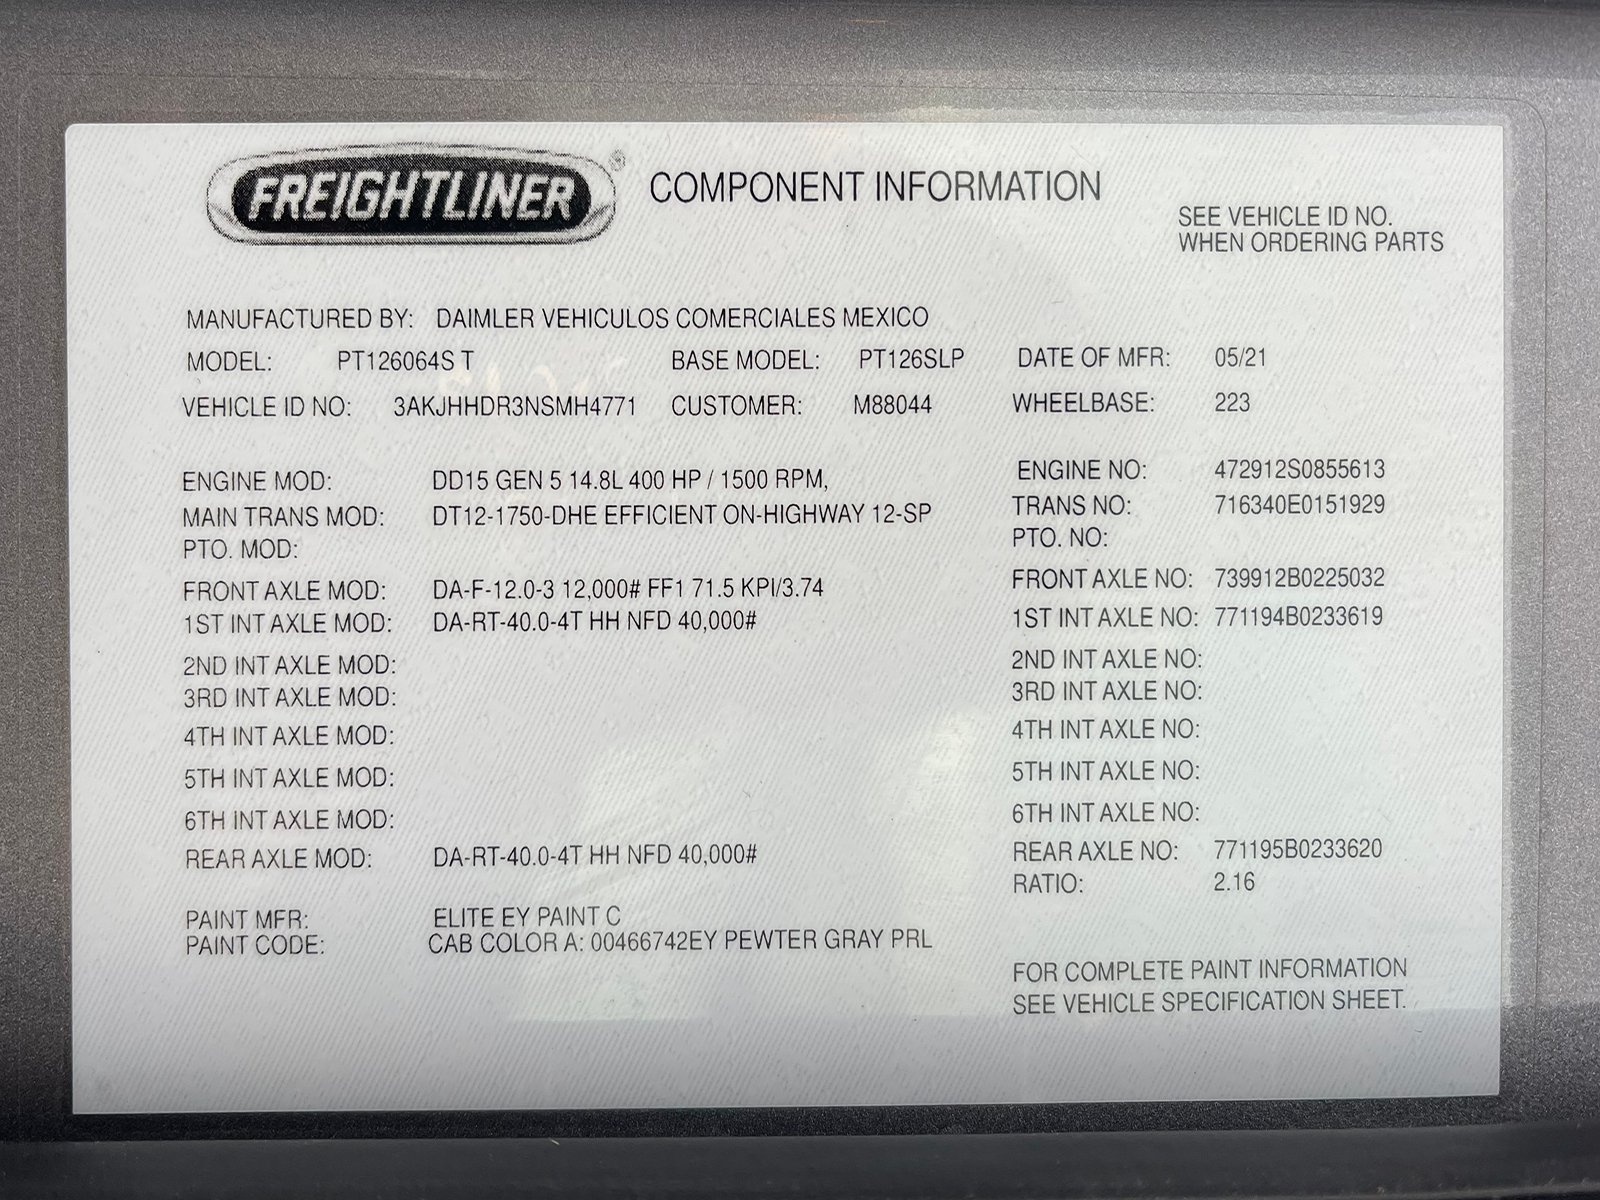 FREIGHTLINER® COMPONENT INFORMATION
SEE VEHICLE ID NO.
WHEN ORDERING PARTS
MANUFACTURED BY: DAIMLER VEHICULOS COMERCIALES MEXICO
MODEL: PT126064S T BASE MODEL: PT126SLP DATE OF MFR: 05/21
VEHICLE ID NO: 3AKJHHDR3NSMH4771 CUSTOMER: M88044 WHEELBASE: 223
ENGINE MOD: DD15 GEN 5 14.8L 400 HP / 1500 RPM, ENGINE NO: 472912S0855613
MAIN TRANS MOD: DT12-1750-DHE EFFICIENT ON-HIGHWAY 12-SP TRANS NO: 716340E0151929
PTO. MOD: PTO. NO:
FRONT AXLE MOD: DA-F-12.0-3 12,000# FF1 71.5 KPI/3.74 FRONT AXLE NO: 739912B0225032
1ST INT AXLE MOD: DA-RT-40.0-4T HH NFD 40,000# 1ST INT AXLE NO: 771194B0233619
2ND INT AXLE MOD: 2ND INT AXLE NO:
3RD INT AXLE MOD: 3RD INT AXLE NO:
4TH INT AXLE MOD: 4TH INT AXLE NO:
5TH INT AXLE MOD: 5TH INT AXLE NO:
6TH INT AXLE MOD: 6TH INT AXLE NO:
REAR AXLE MOD: DA-RT-40.0-4T HH NFD 40,000# REAR AXLE NO: 771195B0233620
RATIO: 2.16
PAINT MFR: ELITE EY PAINT C
PAINT CODE: CAB COLOR A: 00466742EY PEWTER GRAY PRL
FOR COMPLETE PAINT INFORMATION
SEE VEHICLE SPECIFICATION SHEET.